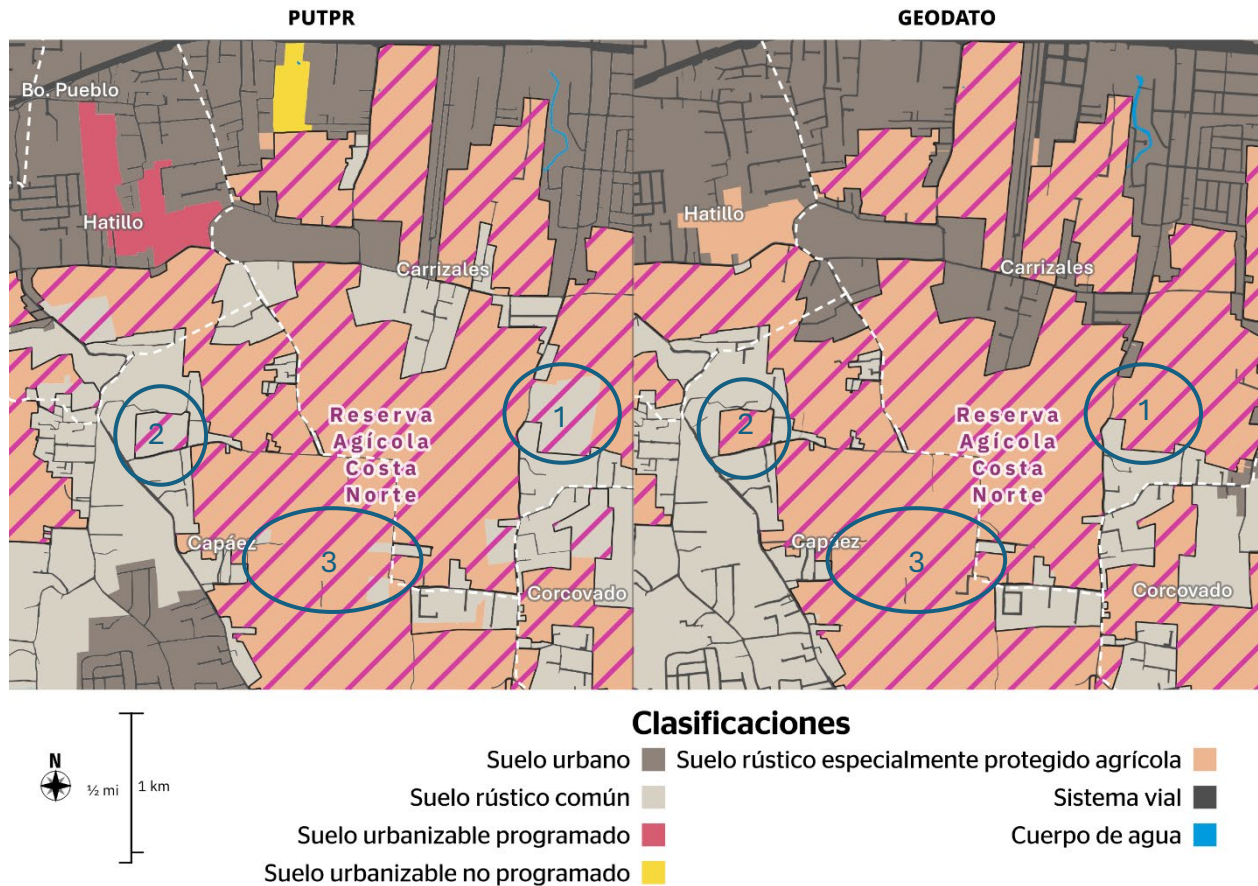 PUTPR
GEODATO
Bo. Pueblo
Hatillo
Carrizales
1
2
Reserva
Agícola
Costa
Norte
Capáez
3
Corcovado
Hatillo
Carrizales
1
2
Reserva
Agícola
Costa
Norte
Capáez
3
Corcovado
N
½ mi
1 km
Clasificaciones
Suelo urbano
Suelo rústico común
Suelo urbanizable programado
Suelo urbanizable no programado
Suelo rústico especialmente protegido agrícola
Sistema vial
Cuerpo de agua